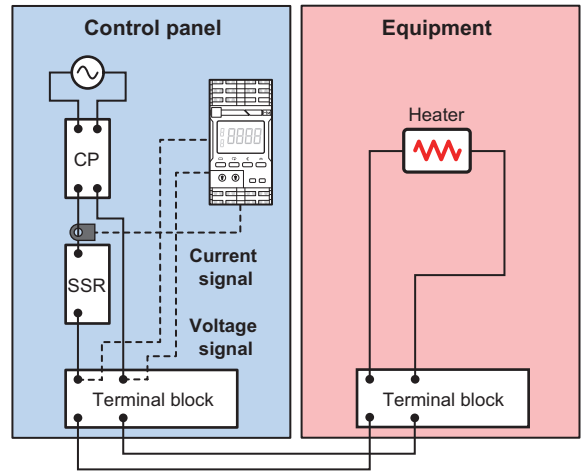 Control panel
Equipment
Heater
CP
Current
signal
SSR
Voltage
signal
Terminal block
Terminal block